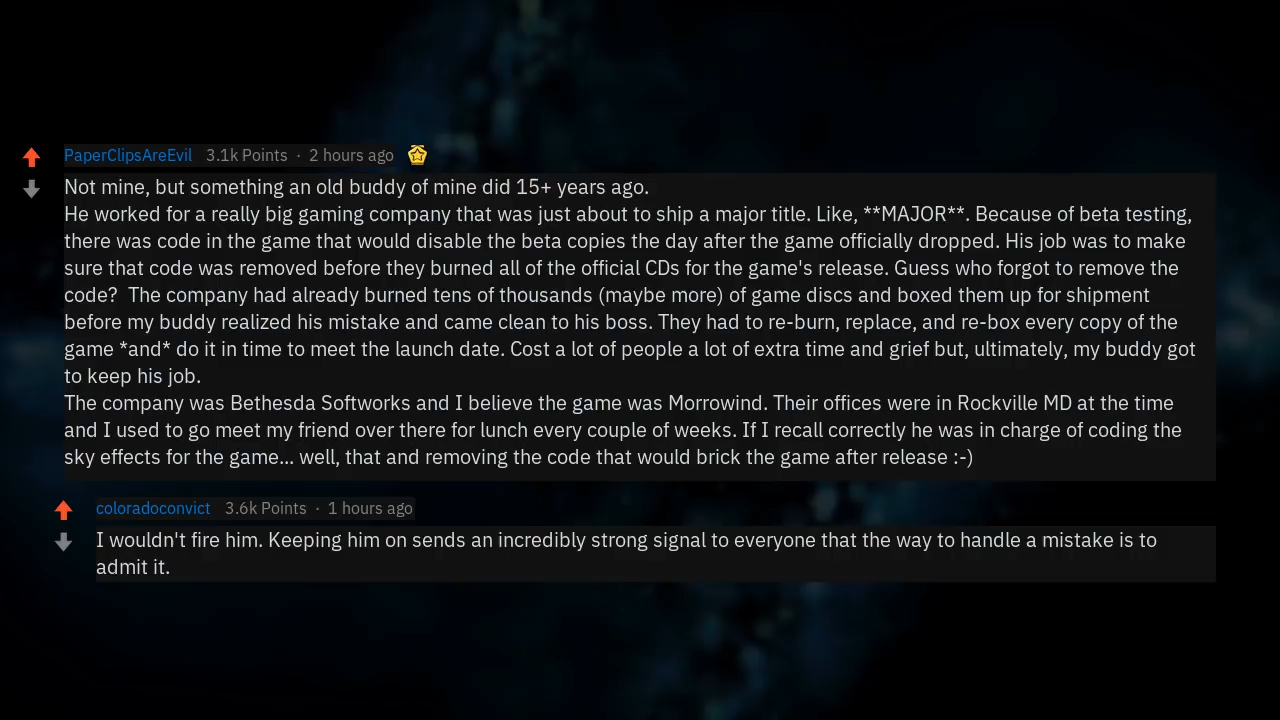 PaperClipsAreEvil 3.1k Points · 2 hours ago
Not mine, but something an old buddy of mine did 15+ years ago.
He worked for a really big gaming company that was just about to ship a major title. Like, **MAJOR**. Because of beta testing,
there was code in the game that would disable the beta copies the day after the game officially dropped. His job was to make
sure that code was removed before they burned all of the official CDs for the game's release. Guess who forgot to remove the
code?  The company had already burned tens of thousands (maybe more) of game discs and boxed them up for shipment
before my buddy realized his mistake and came clean to his boss. They had to re-burn, replace, and re-box every copy of the
game *and* do it in time to meet the launch date. Cost a lot of people a lot of extra time and grief but, ultimately, my buddy got
to keep his job.
The company was Bethesda Softworks and I believe the game was Morrowind. Their offices were in Rockville MD at the time
and I used to go meet my friend over there for lunch every couple of weeks. If I recall correctly he was in charge of coding the
sky effects for the game... well, that and removing the code that would brick the game after release :-)
coloradoconvict 3.6k Points · 1 hours ago
I wouldn't fire him. Keeping him on sends an incredibly strong signal to everyone that the way to handle a mistake is to
admit it.